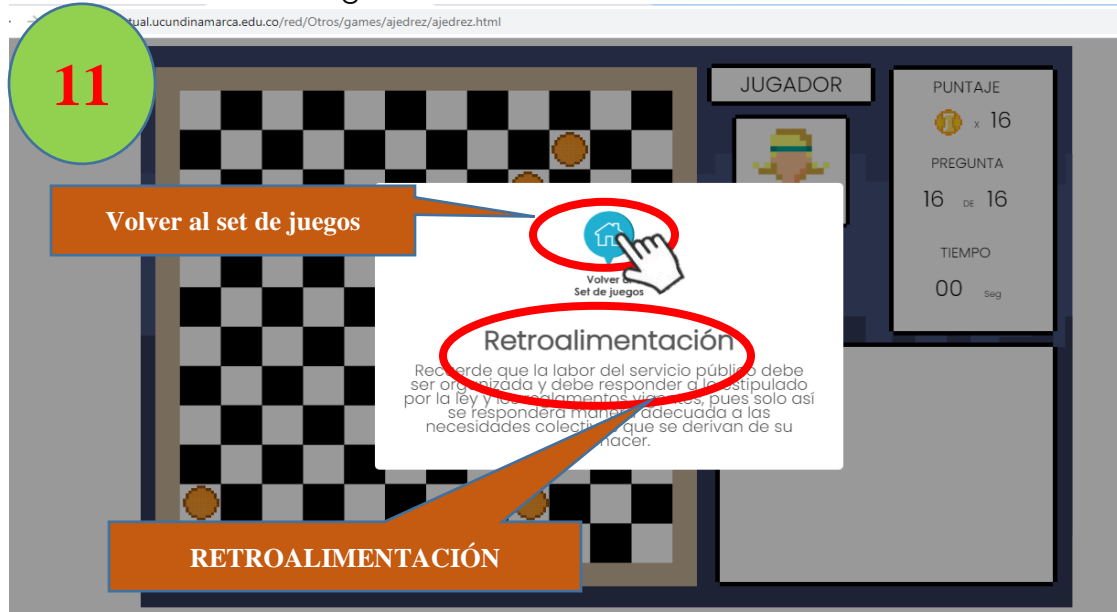 tual.ucundinamarca.edu.co/red/Otros/games/ajedrez/ajedrez.html
11
JUGADOR
PUNTAJE
x 16
PREGUNTA
16 DE 16
TIEMPO
00 Seg
Volver al set de juegos
Volver
Set de juegos
Retroalimentación
Recuerde que la labor del servicio público debe
ser organizada y debe responder a lo estipulado
por la ley y los reglamentos vigentes, pues solo así
se responderá manera adecuada a las
necesidades que se derivan de su
RETROALIMENTACIÓN